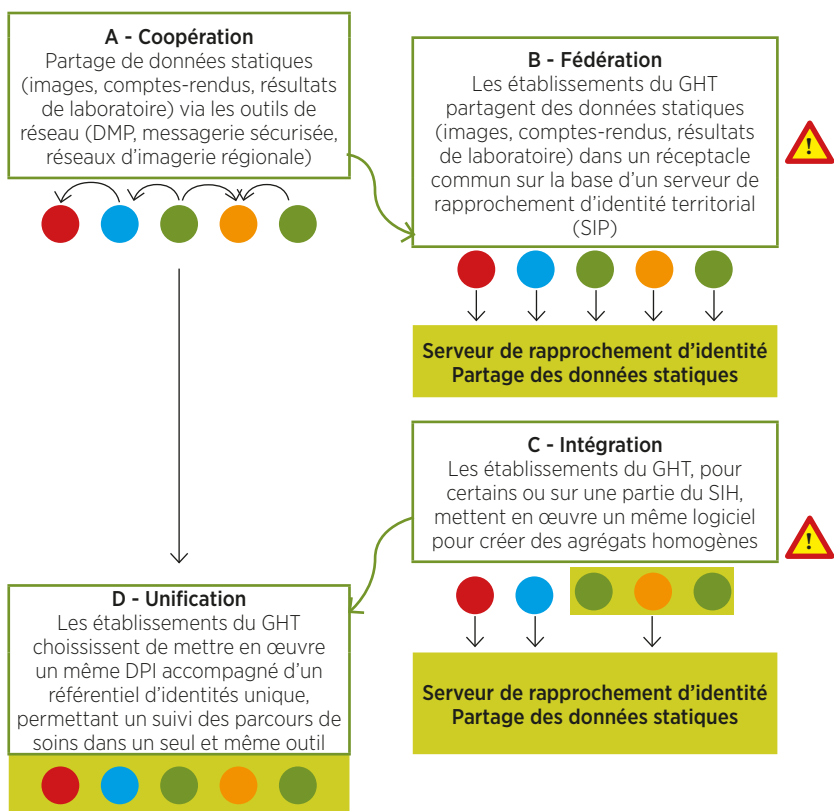 A - Coopération
Partage de données statiques
(images, comptes-rendus, résultats
de laboratoire) via les outils de
réseau (DMP, messagerie sécurisée,
réseaux d'imagerie régionale)
B - Fédération
Les établissements du GHT
partagent des données statiques
(images, comptes-rendus, résultats
de laboratoire) dans un réceptacle
commun sur la base d'un serveur de
rapprochement d'identité territorial
(SIP)
!
Serveur de rapprochement d'identité
Partage des données statiques
C - Intégration
Les établissements du GHT, pour
certains ou sur une partie du SIH,
mettent en œuvre un même logiciel
pour créer des agrégats homogènes
!
Serveur de rapprochement d'identité
Partage des données statiques
D - Unification
Les établissements du GHT
choississent de mettre en œuvre
un même DPI accompagné d'un
référentiel d'identités unique,
permettant un suivi des parcours de
soins dans un seul et même outil